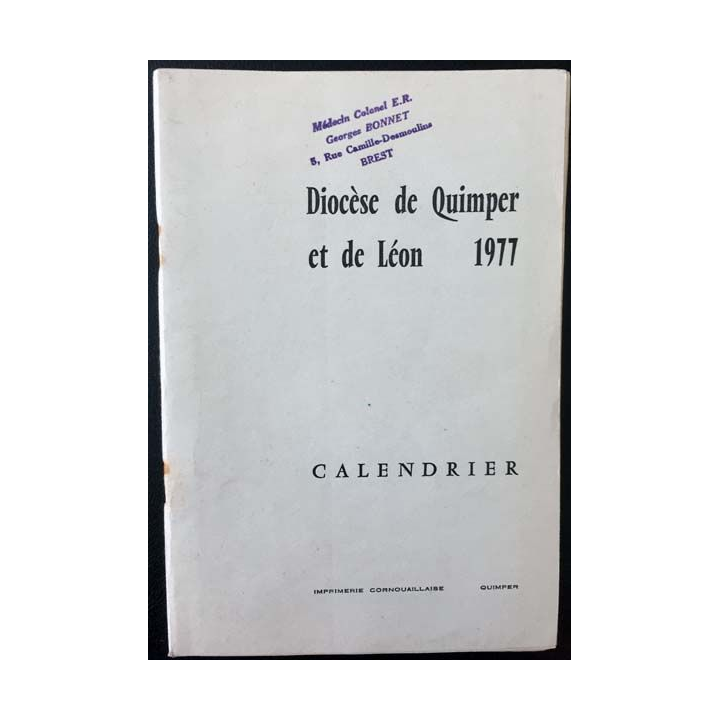 Médecin Colonel E.R.
Georges BONNET
5, Rue Camille-Desmoulins
BREST
Diocèse de Quimper
et de Léon 1977
CALENDRIER
IMPRIMERIE CORNOUAILLAISE QUIMPER